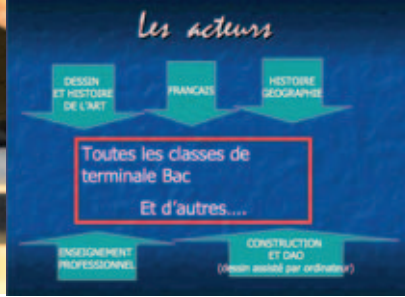 Les acteurs
DESSIN
ET HISTOIRE
DE L'ART
FRANCAIS
HISTOIRE
GEOGRAPHIE
Toutes les classes de
terminale Bac
Et d'autres....
ENSEIGNEMENT
PROFESSIONNEL
CONSTRUCTION
ET DAO
(dessin assisté par ordinateur)